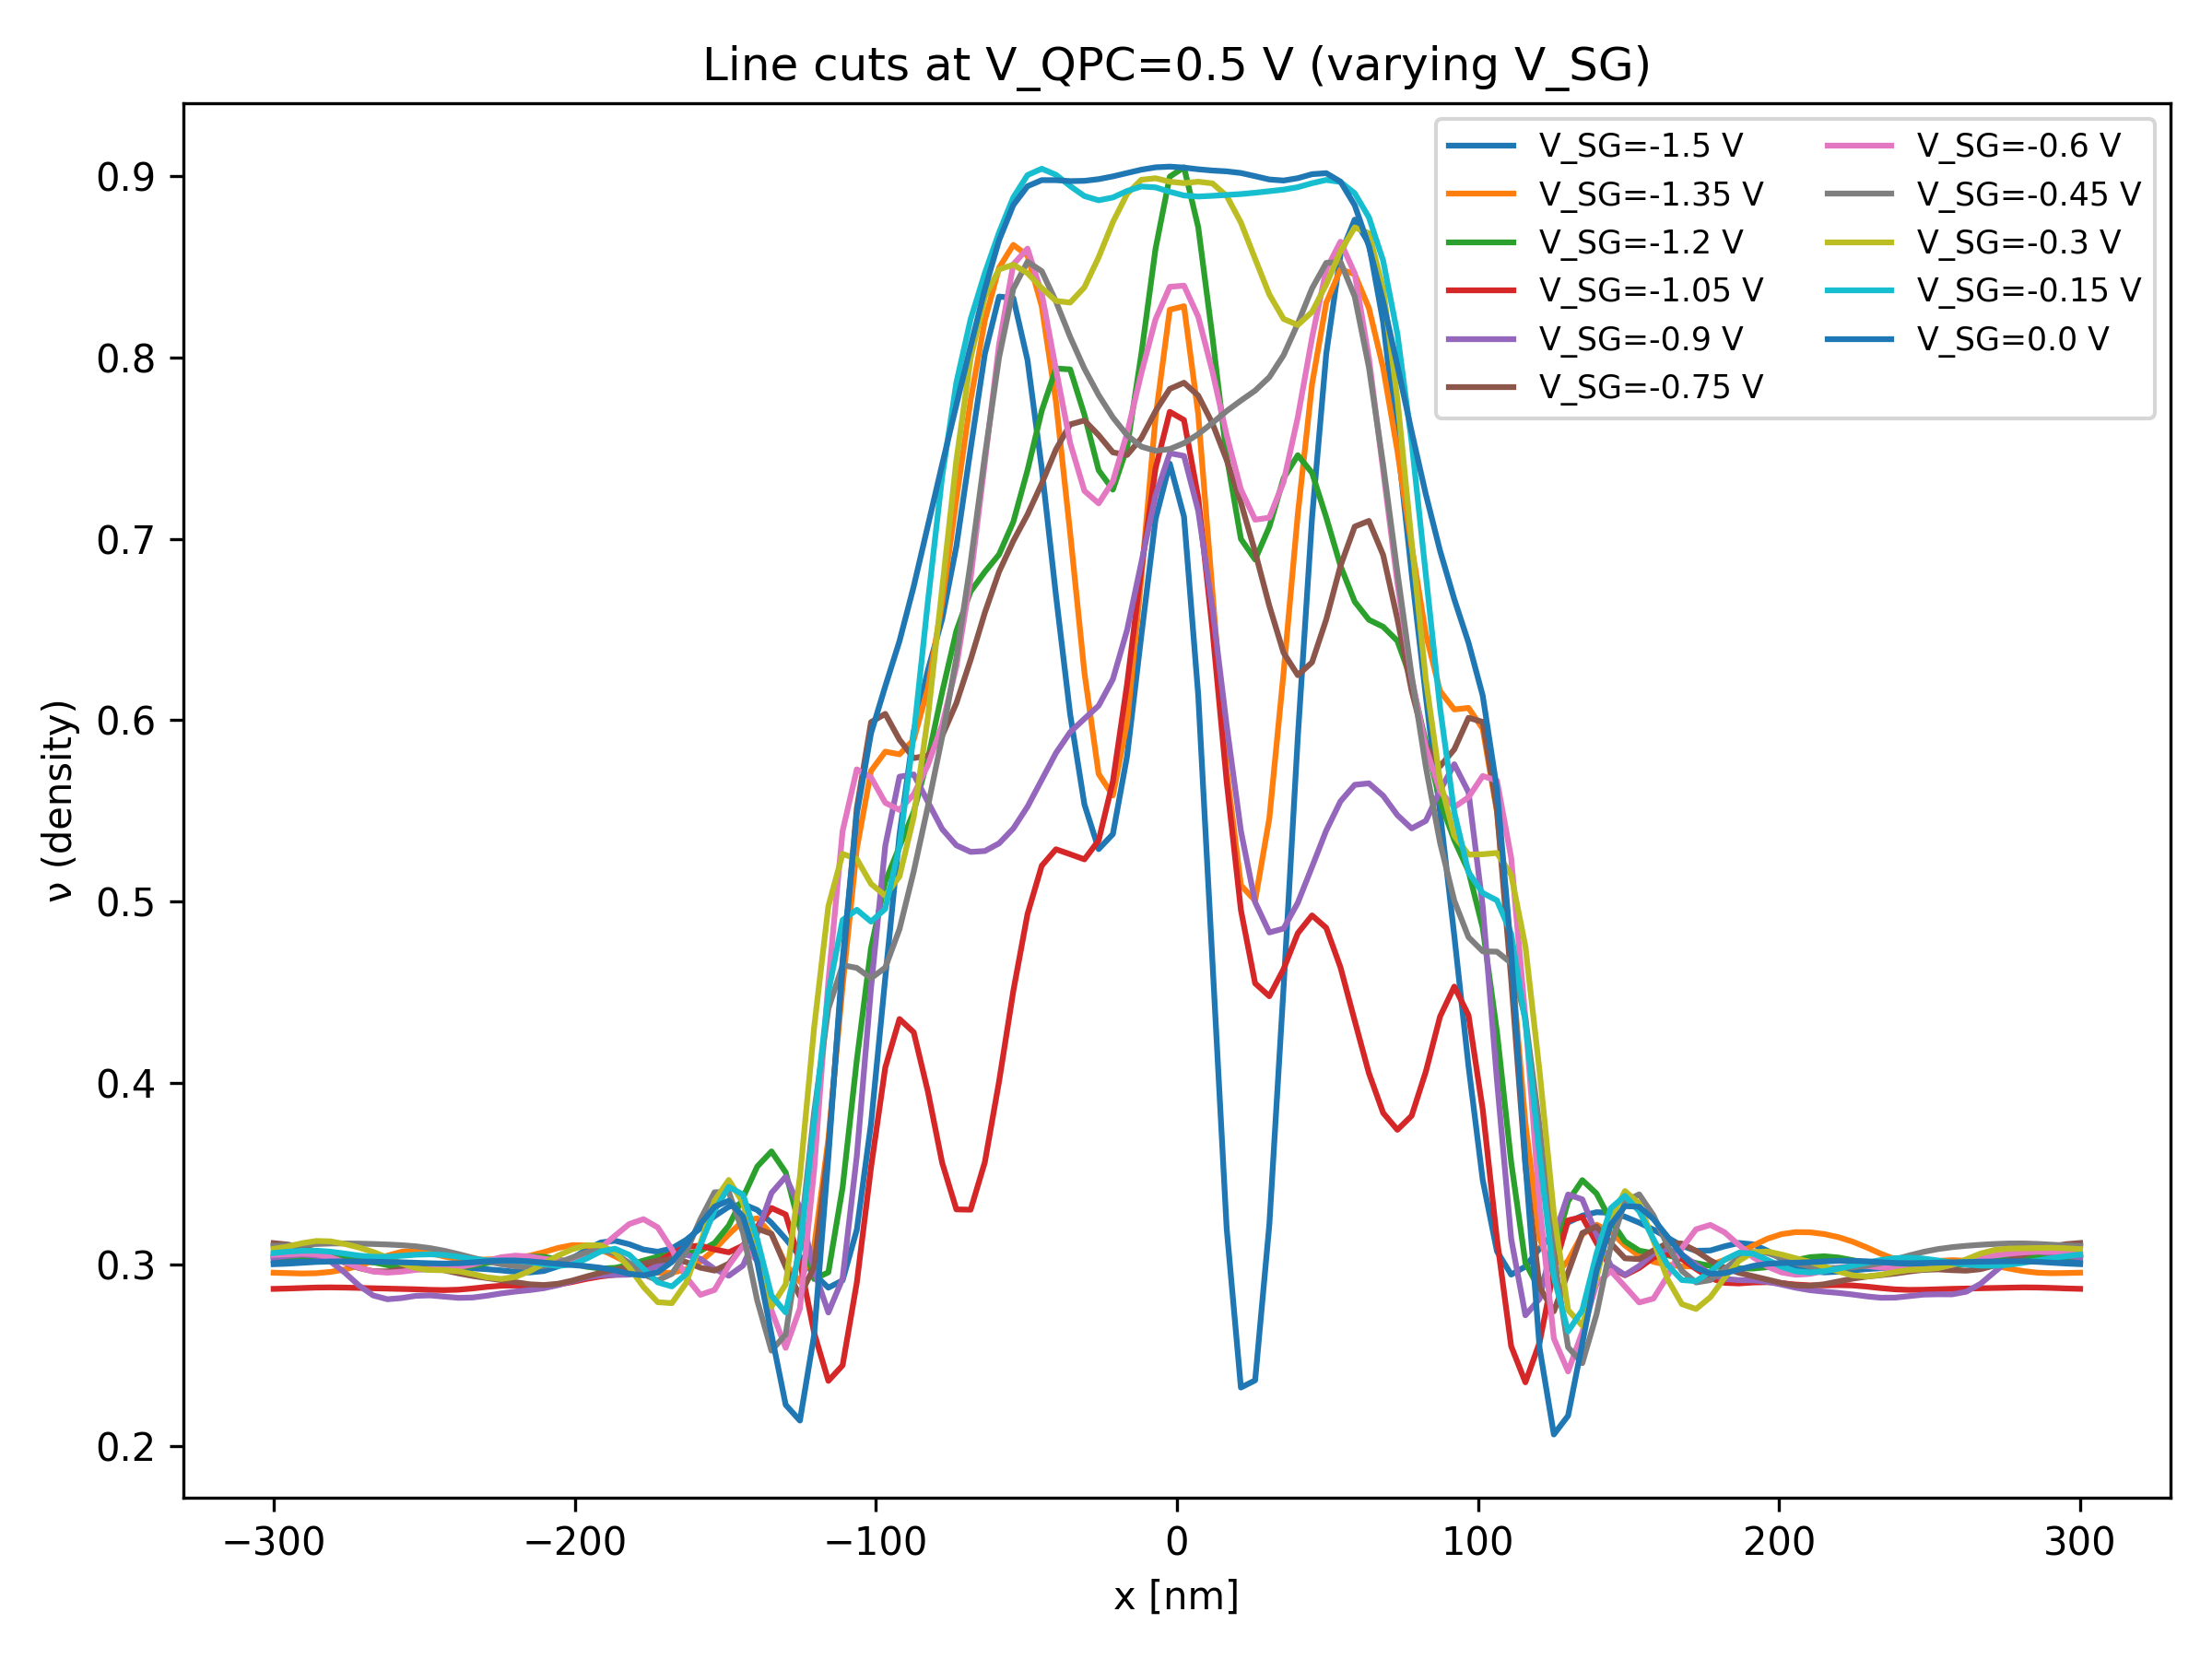 Line cuts at V_QPC=0.5 V (varying V_SG)
V_SG=-1.5 V
V_SG=-1.35 V
V_SG=-1.2 V
V_SG=-1.05 V
V_SG=-0.9 V
V_SG=-0.75 V
V_SG=-0.6 V
V_SG=-0.45 V
V_SG=-0.3 V
V_SG=-0.15 V
V_SG=0.0 V
ν (density)
0.9
0.8
0.7
0.6
0.5
0.4
0.3
0.2
−300
−200
−100
0
100
200
300
x [nm]